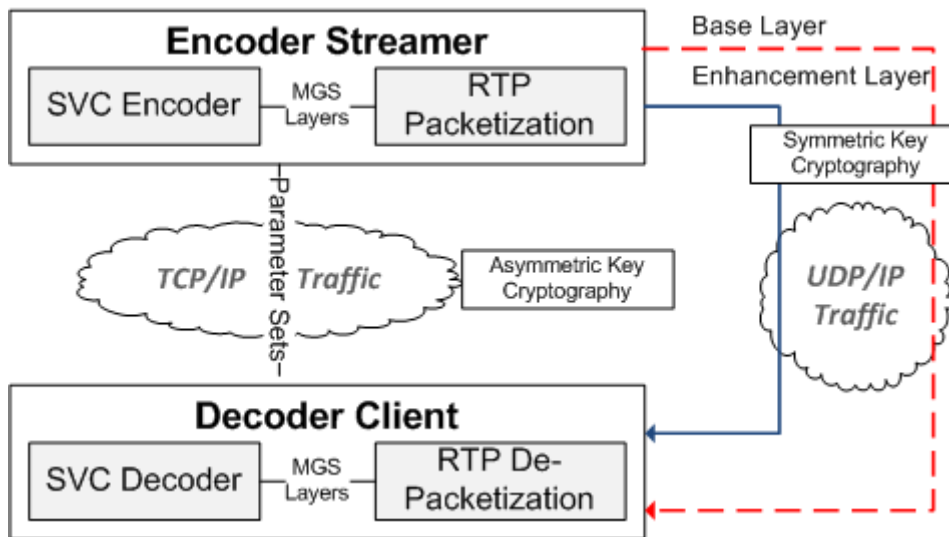 Encoder Streamer
SVC Encoder
MGS
Layers
RTP
Packetization
Base Layer
Enhancement Layer
Symmetric Key
Cryptography
Parameter Sets
TCP/IP Traffic
Asymmetric Key
Cryptography
UDP/IP
Traffic
Decoder Client
SVC Decoder
MGS
Layers
RTP De-
Packetization